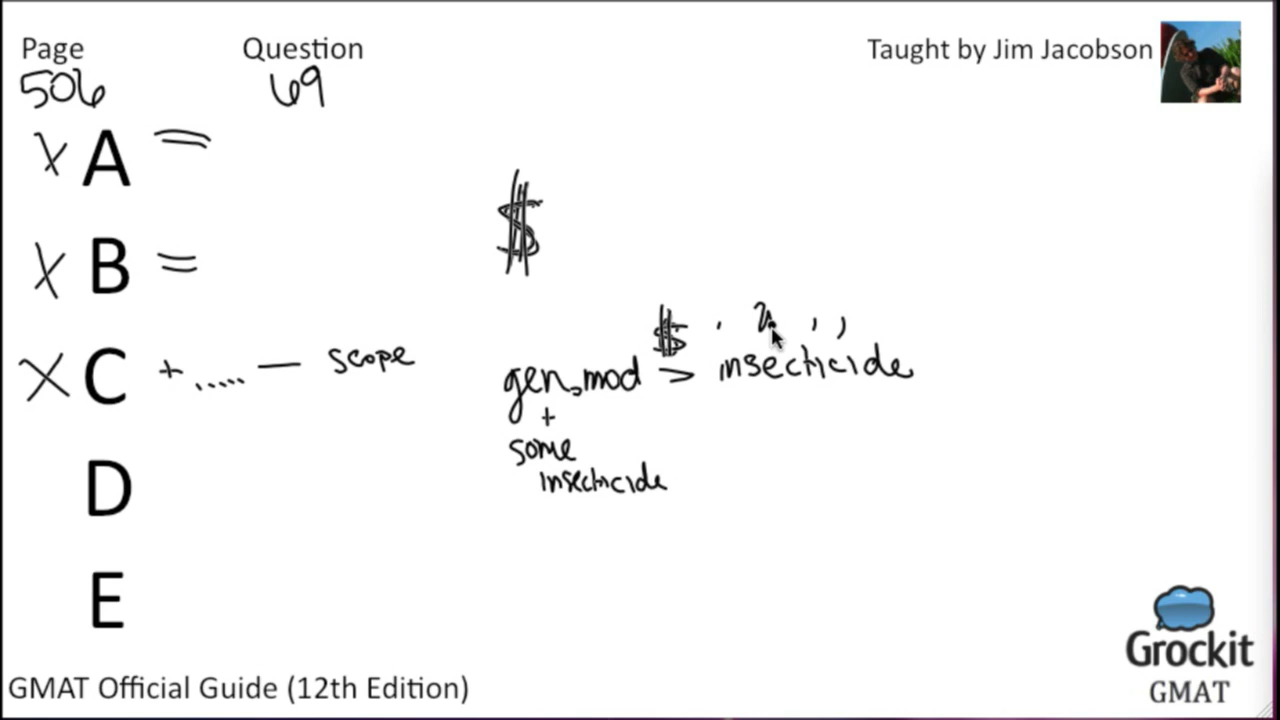 Page Question Taught by Jim Jacobson
506 69
X A =
X B =
$
X C + ..... — scope
$
gen. mod > insecticide
+
some
insecticide
D
E
Grockit
GMAT
GMAT Official Guide (12th Edition)